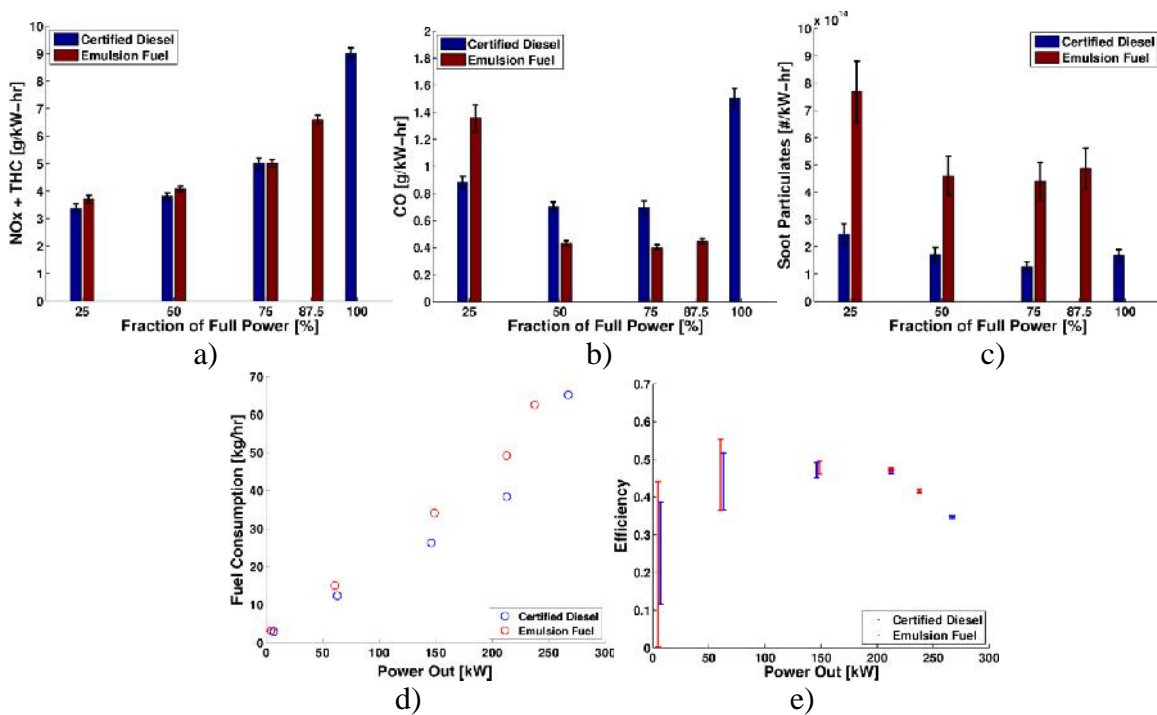 10
9
8
7
6
5
4
3
2
1
0
NOx + THC [g/kW-hr]
Certified Diesel
Emulsion Fuel
25 50 75 87.5 100
Fraction of Full Power [%]
a)
2
1.8
1.6
1.4
1.2
1
0.8
0.6
0.4
0.2
0
CO [g/kW-hr]
Certified Diesel
Emulsion Fuel
25 50 75 87.5 100
Fraction of Full Power [%]
b)
x 10^14
10
9
8
7
6
5
4
3
2
1
0
Soot Particulates [#/kW-hr]
Certified Diesel
Emulsion Fuel
25 50 75 87.5 100
Fraction of Full Power [%]
c)
70
60
50
40
30
20
10
0
Fuel Consumption [kg/hr]
Certified Diesel
Emulsion Fuel
0 50 100 150 200 250 300
Power Out [kW]
d)
0.7
0.6
0.5
0.4
0.3
0.2
0.1
0
Efficiency
Certified Diesel
Emulsion Fuel
0 50 100 150 200 250 300
Power Out [kW]
e)